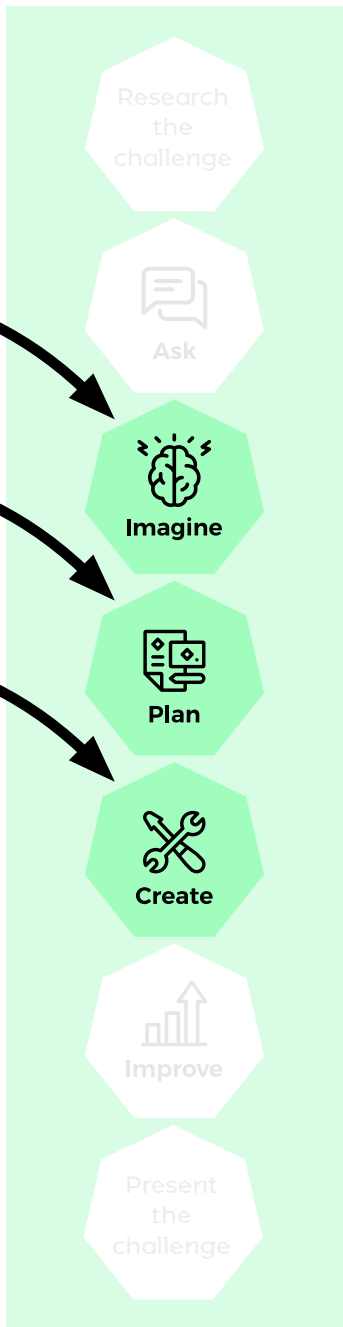 Research
the
challenge
Ask
Imagine
Plan
Create
Improve
Present
the
challenge